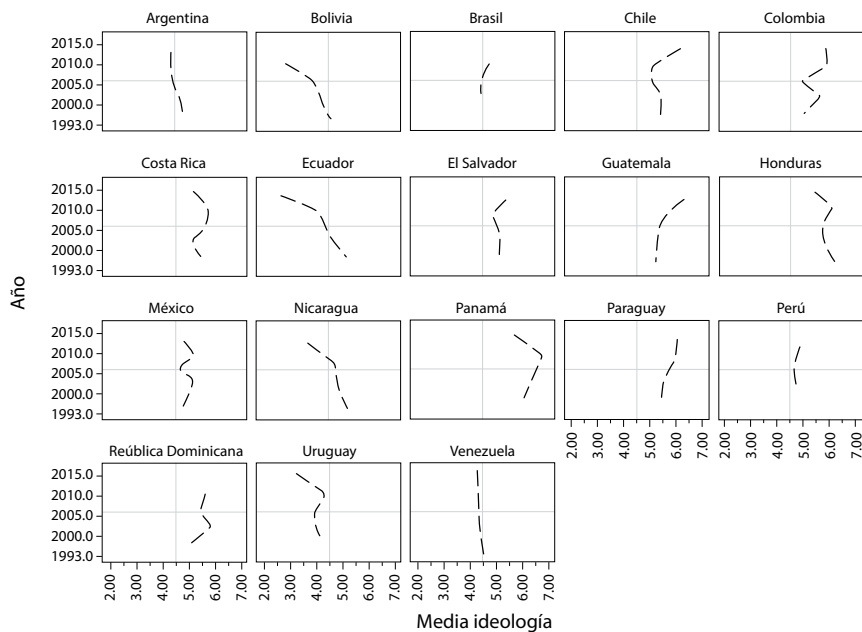 Argentina Bolivia Brasil Chile Colombia
2015.0
2010.0
2005.0
2000.0
1993.0
Costa Rica Ecuador El Salvador Guatemala Honduras
2015.0
2010.0
2005.0
2000.0
1993.0
Año
México Nicaragua Panamá Paraguay Perú
2015.0
2010.0
2005.0
2000.0
1993.0
2.00 3.00 4.00 5.00 6.00 7.00 2.00 3.00 4.00 5.00 6.00 7.00
Reública Dominicana Uruguay Venezuela
2015.0
2010.0
2005.0
2000.0
1993.0
2.00 3.00 4.00 5.00 6.00 7.00 2.00 3.00 4.00 5.00 6.00 7.00 2.00 3.00 4.00 5.00 6.00 7.00
Media ideología